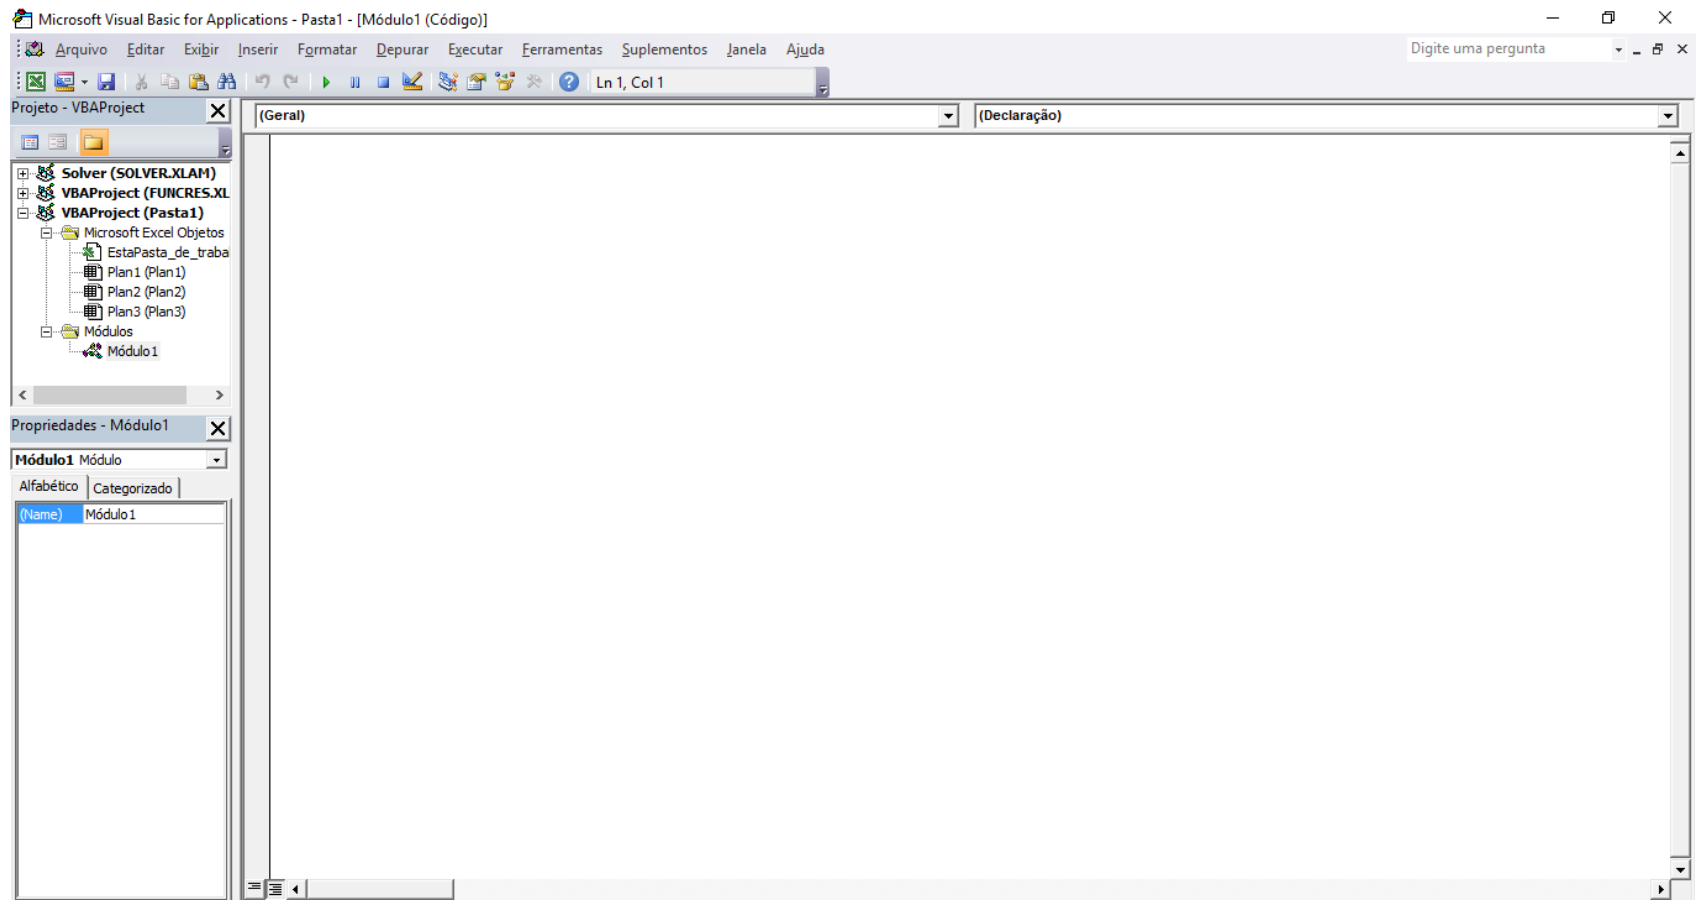 Microsoft Visual Basic for Applications - Pasta1 - [Módulo1 (Código)]
Arquivo Editar Exibir Inserir Formatar Depurar Executar Ferramentas Suplementos Janela Ajuda Digite uma pergunta
Ln 1, Col 1
Projeto - VBAProject
(Geral) (Declaração)
Solver (SOLVER.XLAM)
VBAProject (FUNCRES.XL
VBAProject (Pasta1)
Microsoft Excel Objetos
EstaPasta_de_traba
Plan1 (Plan1)
Plan2 (Plan2)
Plan3 (Plan3)
Módulos
Módulo1
Propriedades - Módulo1
Módulo1 Módulo
Alfabético Categorizado
(Name) Módulo1